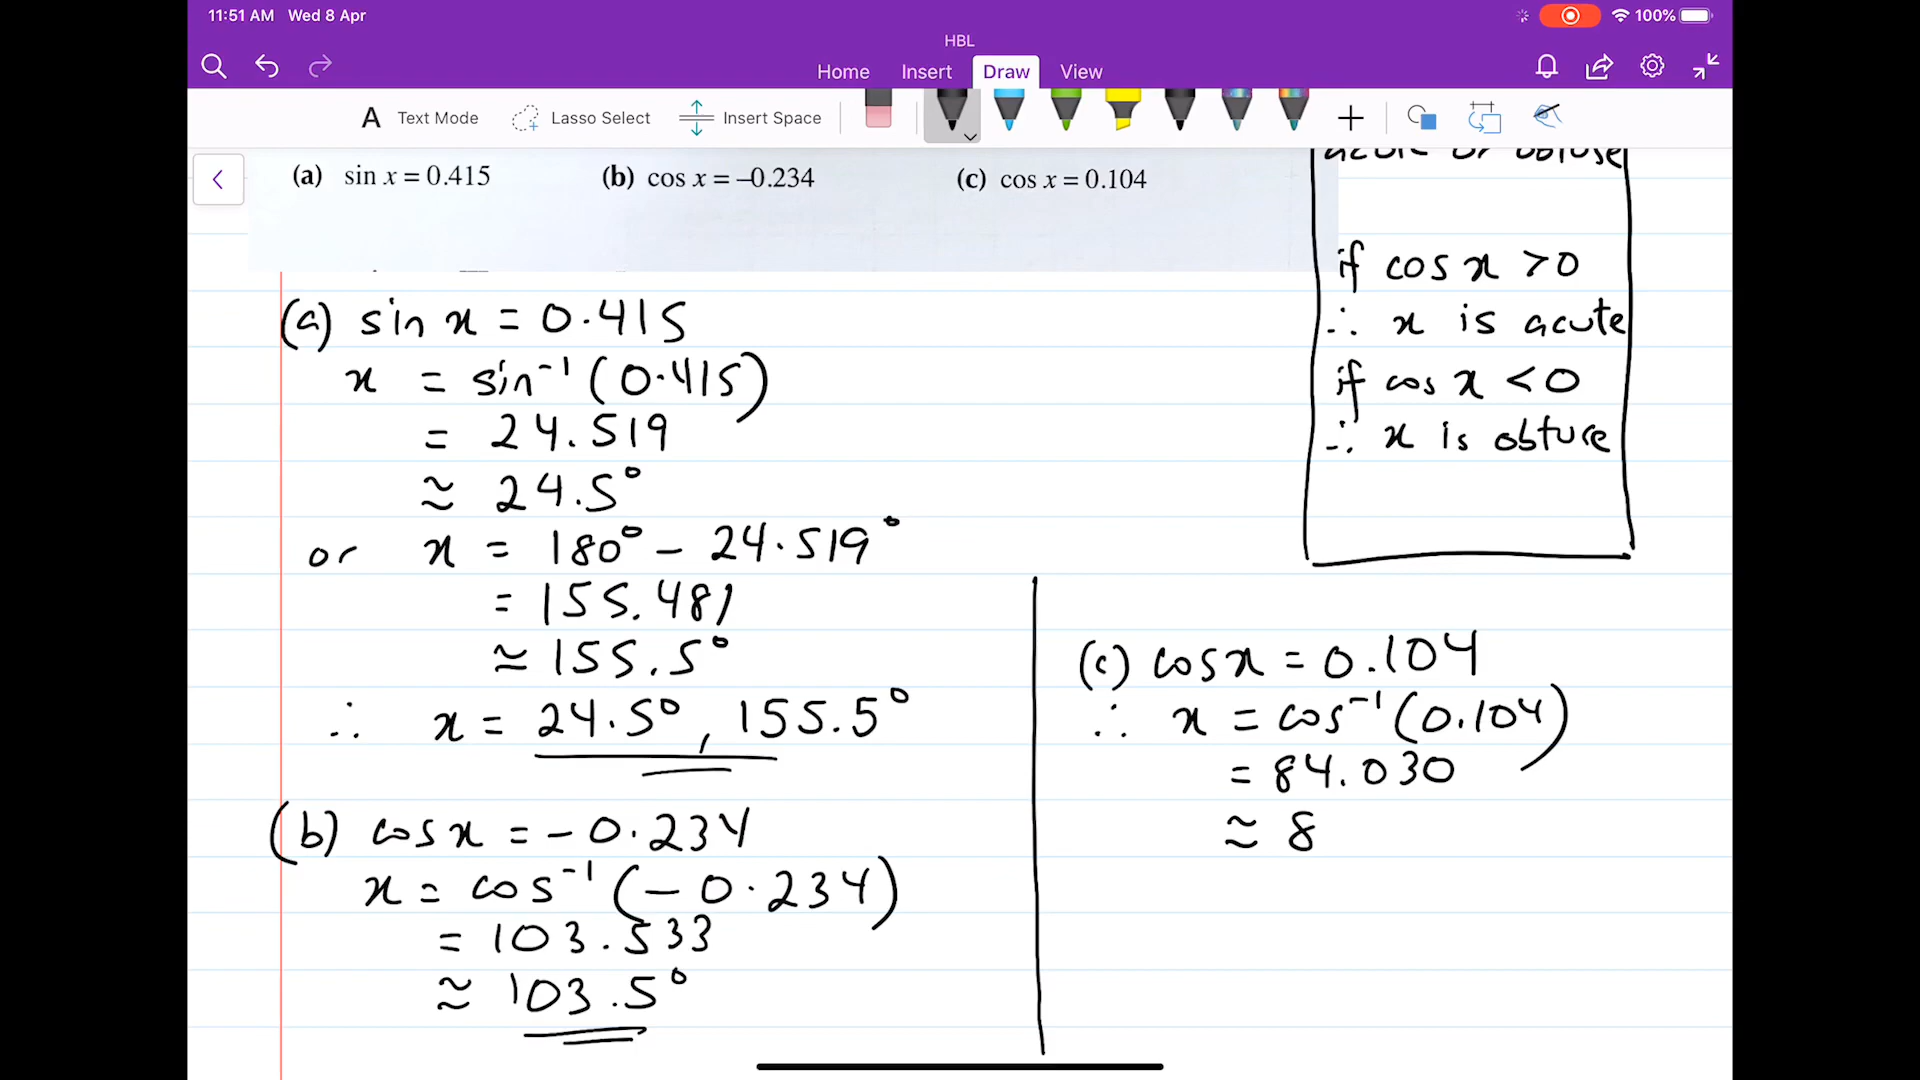 11:51 AM Wed 8 Apr
100%
HBL
Home Insert Draw View
A Text Mode Lasso Select Insert Space
(a) sin x = 0.415 (b) cos x = –0.234 (c) cos x = 0.104
acute or obtuse
if cos x > 0
∴ x is acute
if cos x < 0
∴ x is obtuse
(a) sin x = 0.415
x = sin⁻¹ (0.415)
= 24.519
≈ 24.5°
or x = 180° − 24.519°
= 155.481
≈ 155.5°
∴ x = 24.5°, 155.5°
(b) cos x = − 0.234
x = cos⁻¹ (− 0.234)
= 103.533
≈ 103.5°
(c) cos x = 0.104
∴ x = cos⁻¹ (0.104)
= 84.030
≈ 8